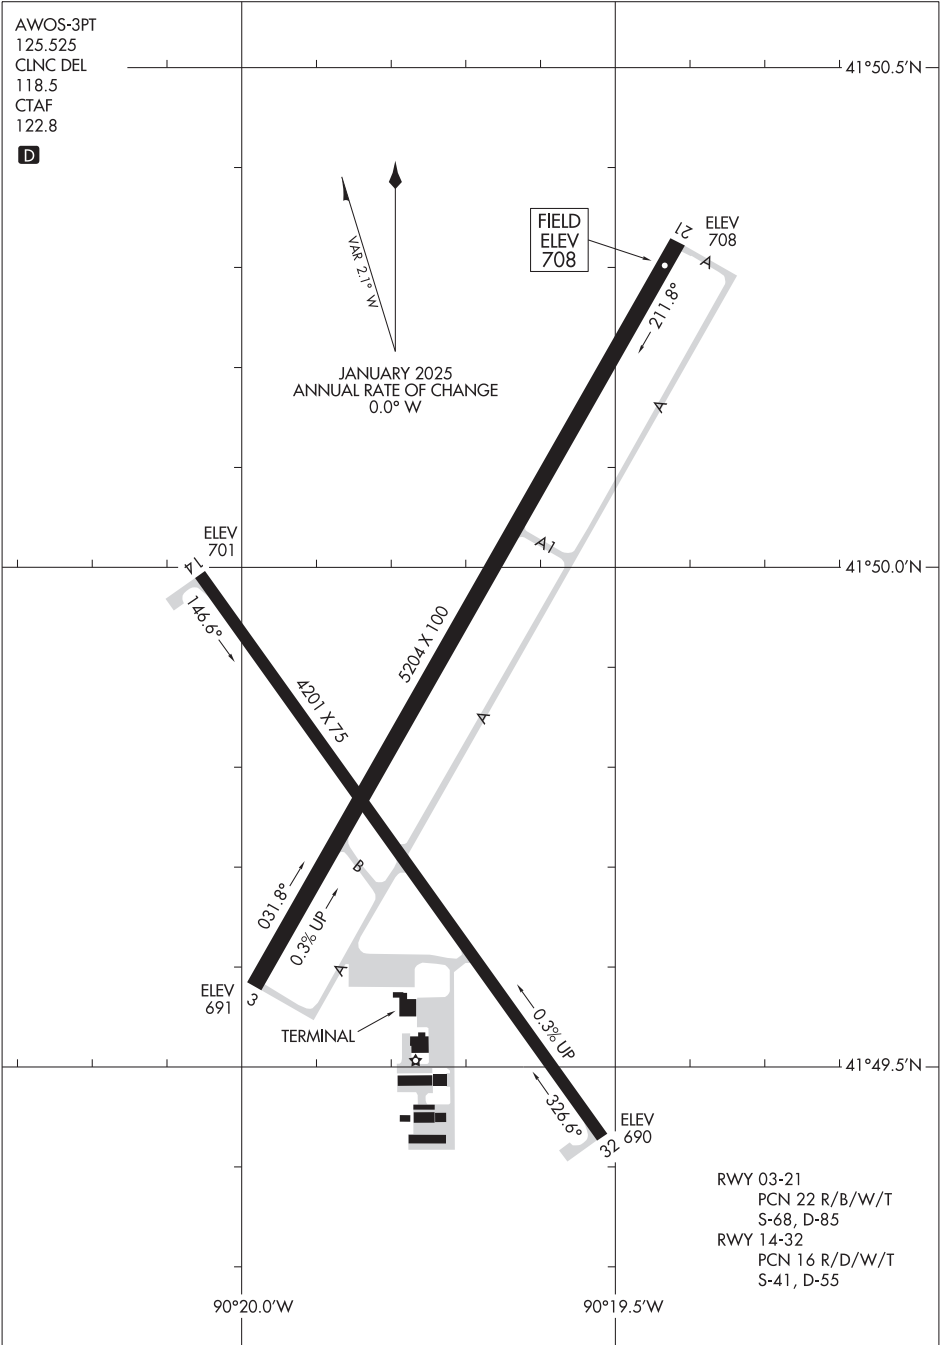 AWOS-3PT
125.525
CLNC DEL
118.5
CTAF
122.8
D
41°50.5'N
VAR 2.1° W
JANUARY 2025
ANNUAL RATE OF CHANGE
0.0° W
FIELD
ELEV
708
21
ELEV
708
A
211.8°
A
A1
ELEV
701
14
41°50.0'N
146.6°
5204 X 100
4201 X 75
A
B
031.8°
0.3% UP
A
ELEV
691
3
TERMINAL
0.3% UP
41°49.5'N
326.6°
ELEV
690
32
RWY 03-21
PCN 22 R/B/W/T
S-68, D-85
RWY 14-32
PCN 16 R/D/W/T
S-41, D-55
90°20.0'W
90°19.5'W